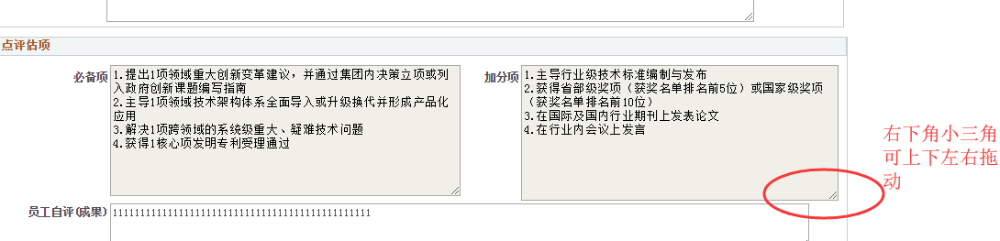 点评估项
必备项
1.提出1项领域重大创新变革建议，并通过集团内决策立项或列
入政府创新课题编写指南
2.主导1项领域技术架构体系全面导入或升级换代并形成产品化
应用
3.解决1项跨领域的系统级重大、疑难技术问题
4.获得1核心项发明专利受理通过
加分项
1.主导行业级技术标准编制与发布
2.获得省部级奖项（获奖名单排名前5位）或国家级奖项
（获奖名单排名前10位）
3.在国际及国内行业期刊上发表论文
4.在行业内会议上发言
右下角小三角
可上下左右拖
动
员工自评(成果)
11111111111111111111111111111111111111111111111